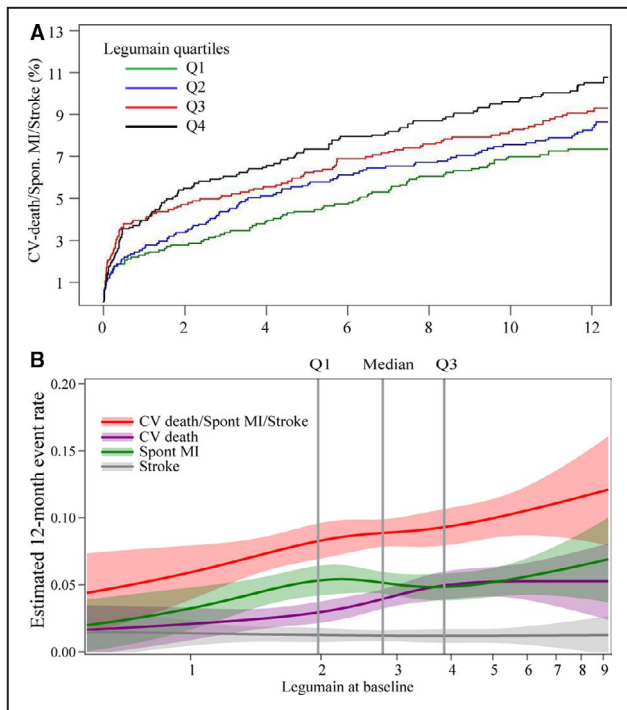 A
CV-death/Spon. MI/Stroke (%)
13
11
9
7
5
3
1
Legumain quartiles
Q1
Q2
Q3
Q4
0 2 4 6 8 10 12
B
Q1 Median Q3
Estimated 12-month event rate
0.20
0.15
0.10
0.05
0.00
CV death/Spont MI/Stroke
CV death
Spont MI
Stroke
1 2 3 4 5 6 7 8 9
Legumain at baseline